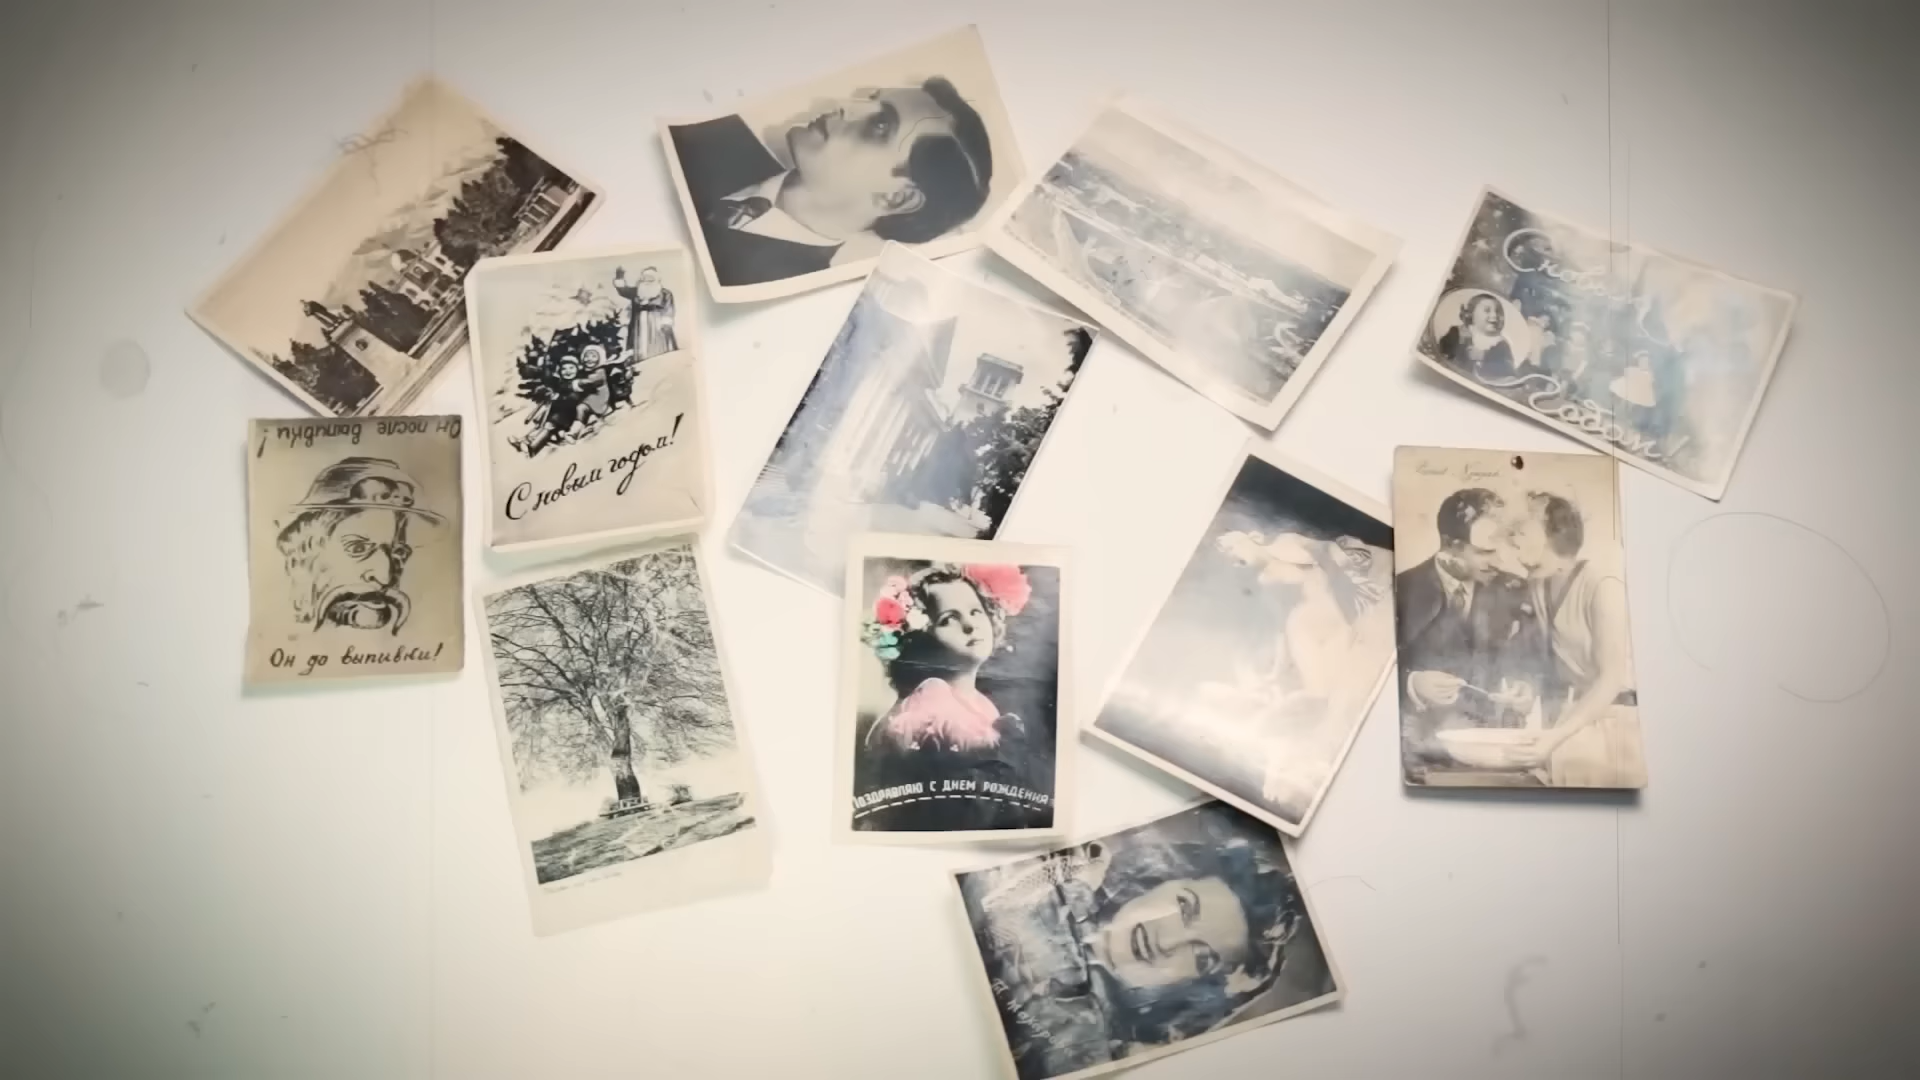 С новым
Годом!
Он после выпивки!
С новым годом!
Он до выпивки!
ПОЗДРАВЛЯЮ С ДНЕМ РОЖДЕНИЯ